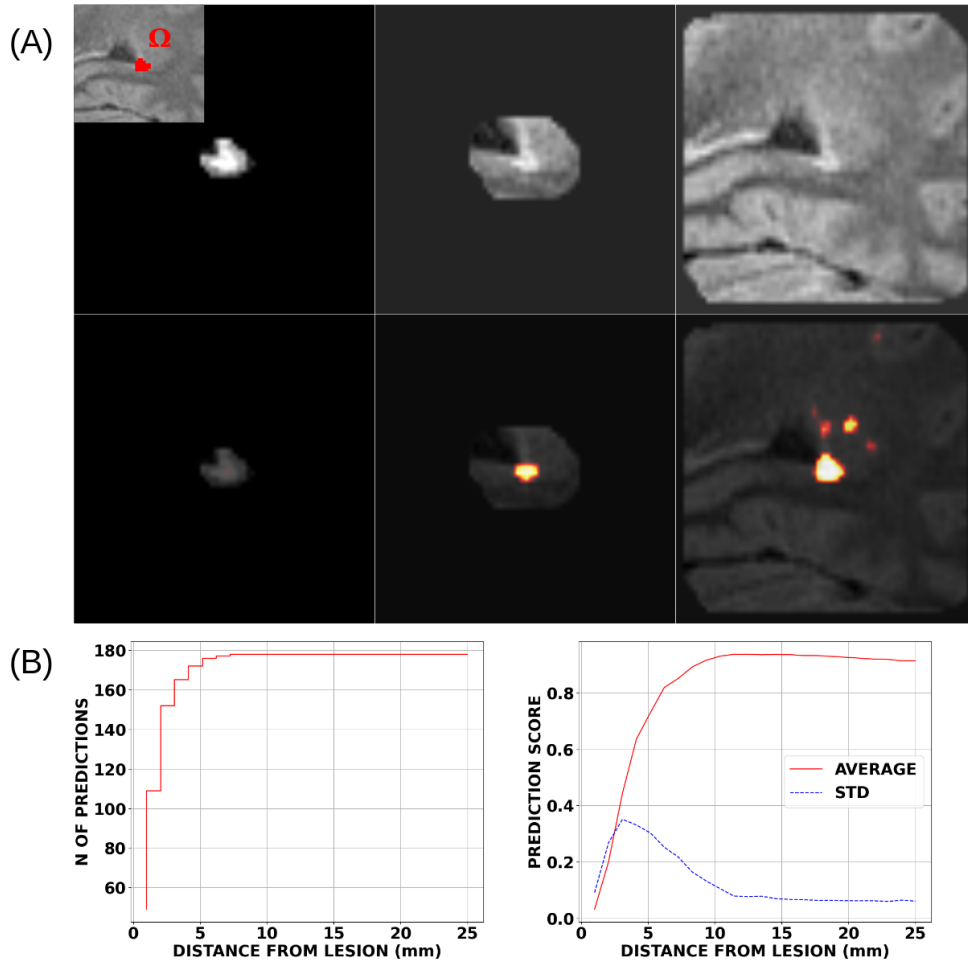 (A)
Ω
(B)
N OF PREDICTIONS
180
160
140
120
100
80
60
0
5
10
15
20
25
DISTANCE FROM LESION (mm)
PREDICTION SCORE
0.8
0.6
0.4
0.2
0.0
AVERAGE
STD
0
5
10
15
20
25
DISTANCE FROM LESION (mm)